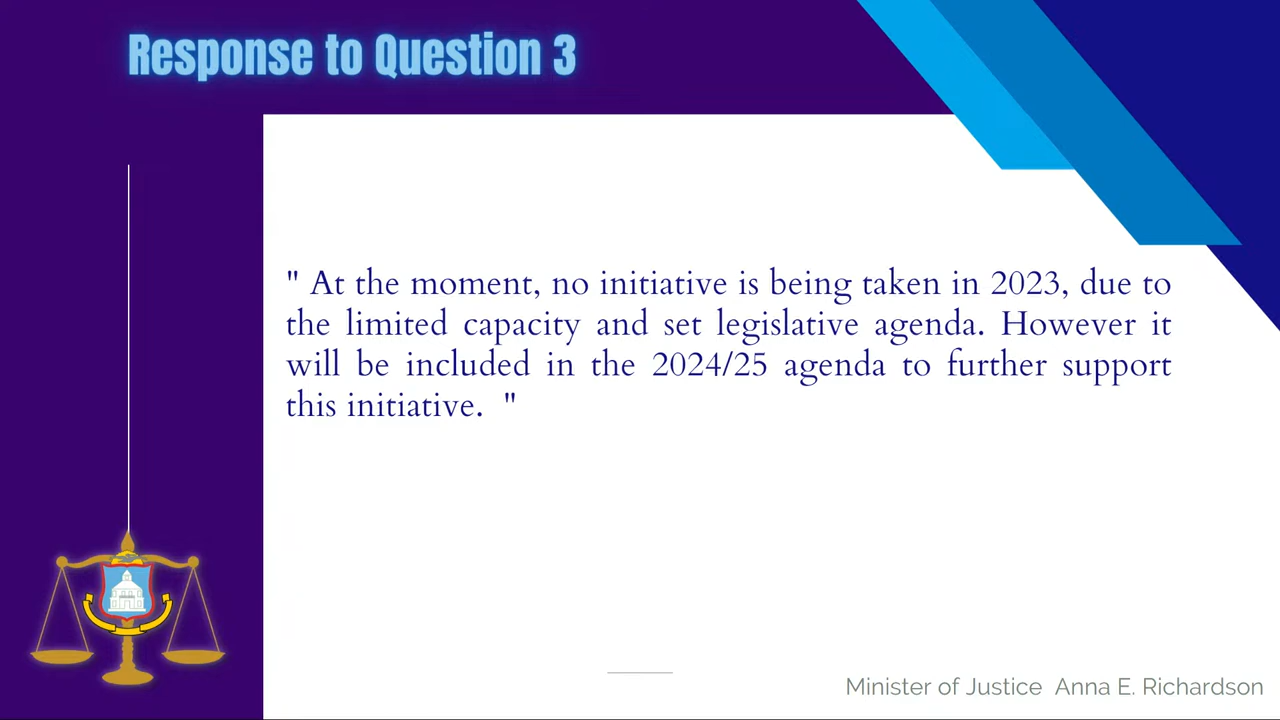 Response to Question 3
" At the moment, no initiative is being taken in 2023, due to
the limited capacity and set legislative agenda. However it
will be included in the 2024/25 agenda to further support
this initiative. "
Minister of Justice Anna E. Richardson